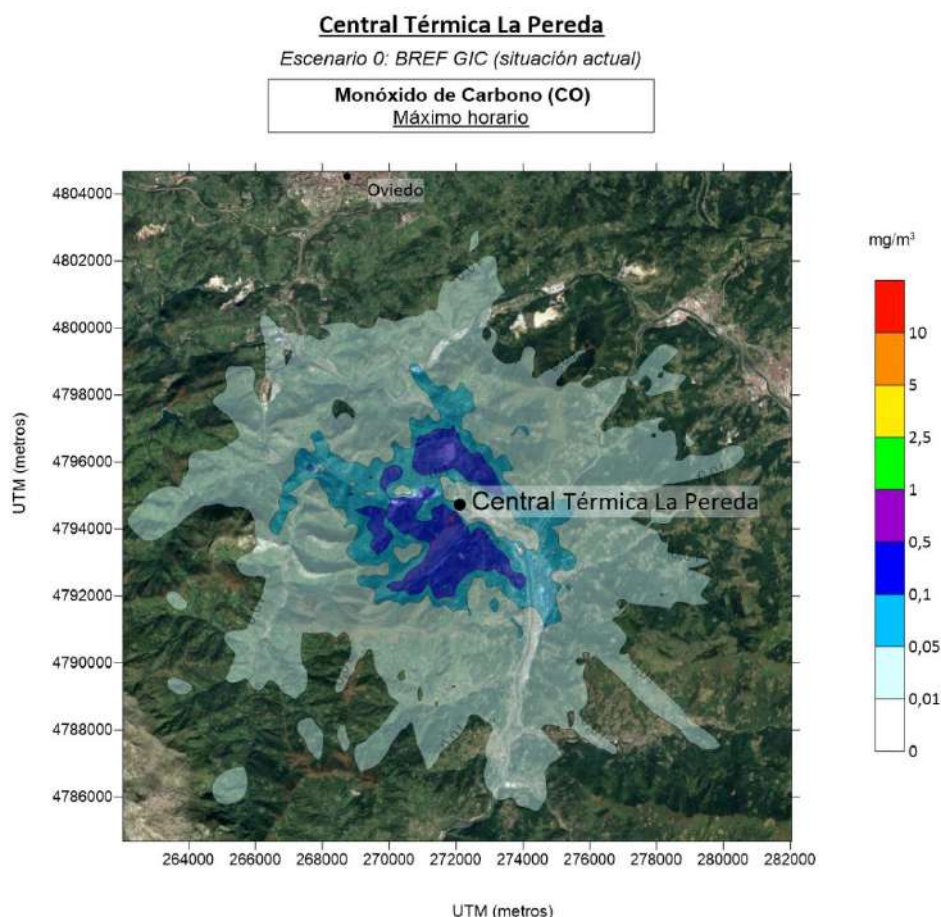 Central Térmica La Pereda
Escenario 0: BREF GIC (situación actual)
Monóxido de Carbono (CO)
Máximo horario
4804000
4802000
4800000
4798000
4796000
4794000
4792000
4790000
4788000
4786000
UTM (metros)
Oviedo
Central Térmica La Pereda
264000 266000 268000 270000 272000 274000 276000 278000 280000 282000
UTM (metros)
mg/m³
10
5
2,5
1
0,5
0,1
0,05
0,01
0